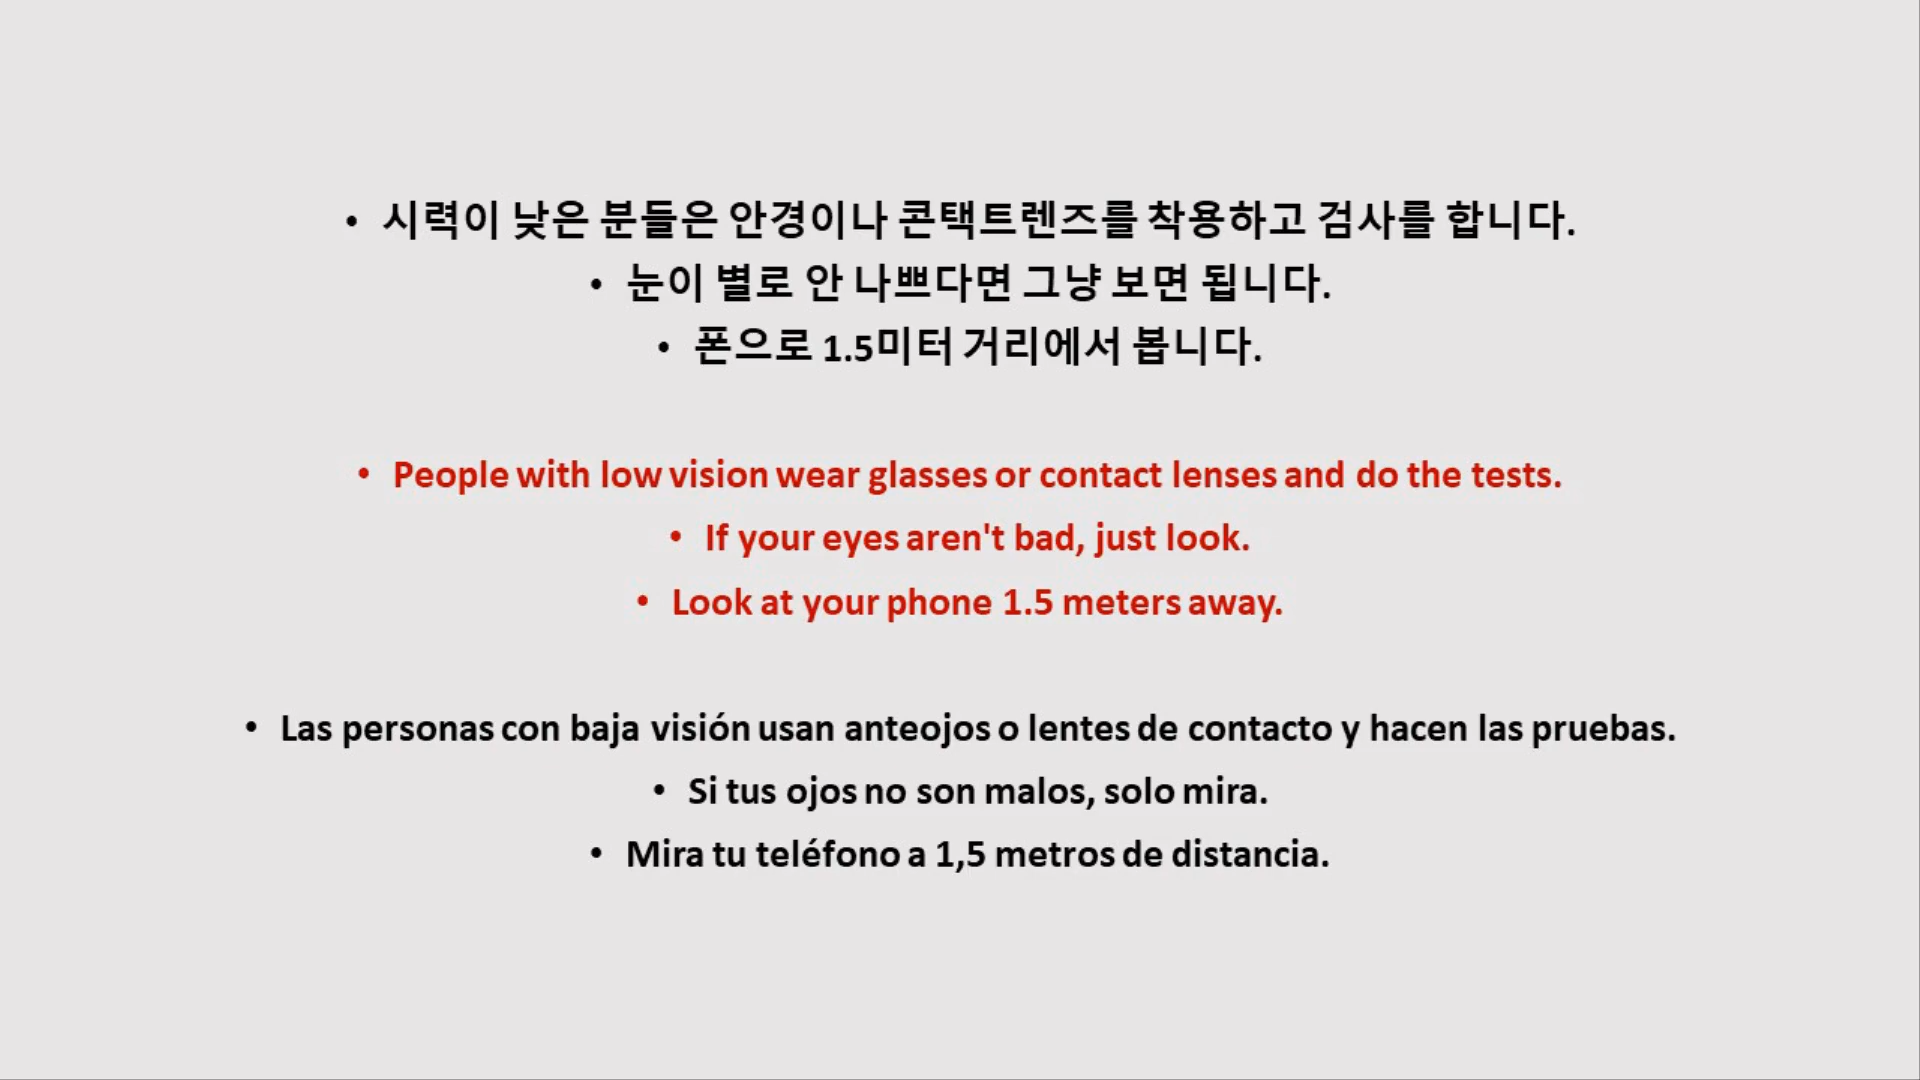 • 시력이 낮은 분들은 안경이나 콘택트렌즈를 착용하고 검사를 합니다.
• 눈이 별로 안 나쁘다면 그냥 보면 됩니다.
• 폰으로 1.5미터 거리에서 봅니다.
• People with low vision wear glasses or contact lenses and do the tests.
• If your eyes aren't bad, just look.
• Look at your phone 1.5 meters away.
• Las personas con baja visión usan anteojos o lentes de contacto y hacen las pruebas.
• Si tus ojos no son malos, solo mira.
• Mira tu teléfono a 1,5 metros de distancia.